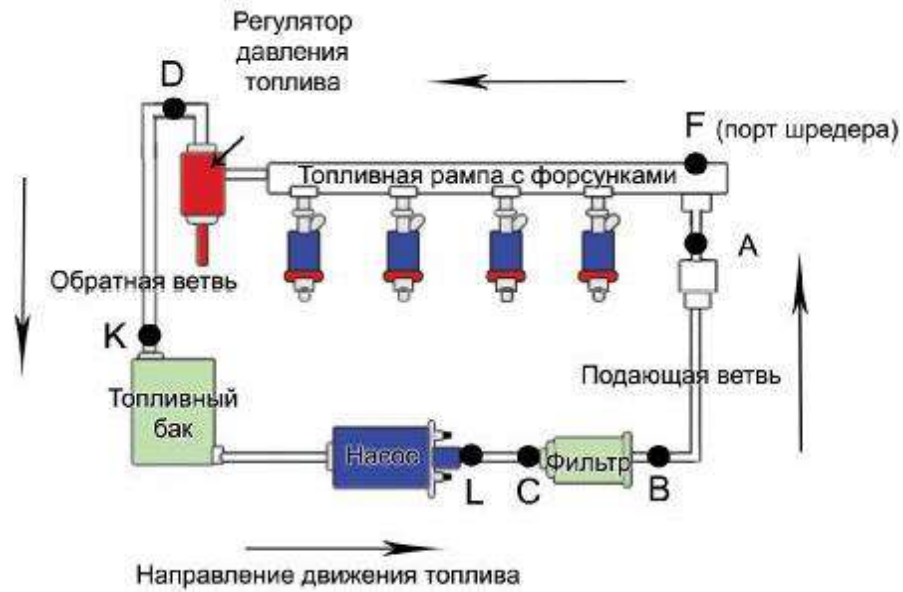 Регулятор
давления
топлива
D
F (порт шредера)
Топливная рампа с форсунками
A
Обратная ветвь
K
Подающая ветвь
Топливный
бак
Насос
Фильтр
L
C
B
Направление движения топлива